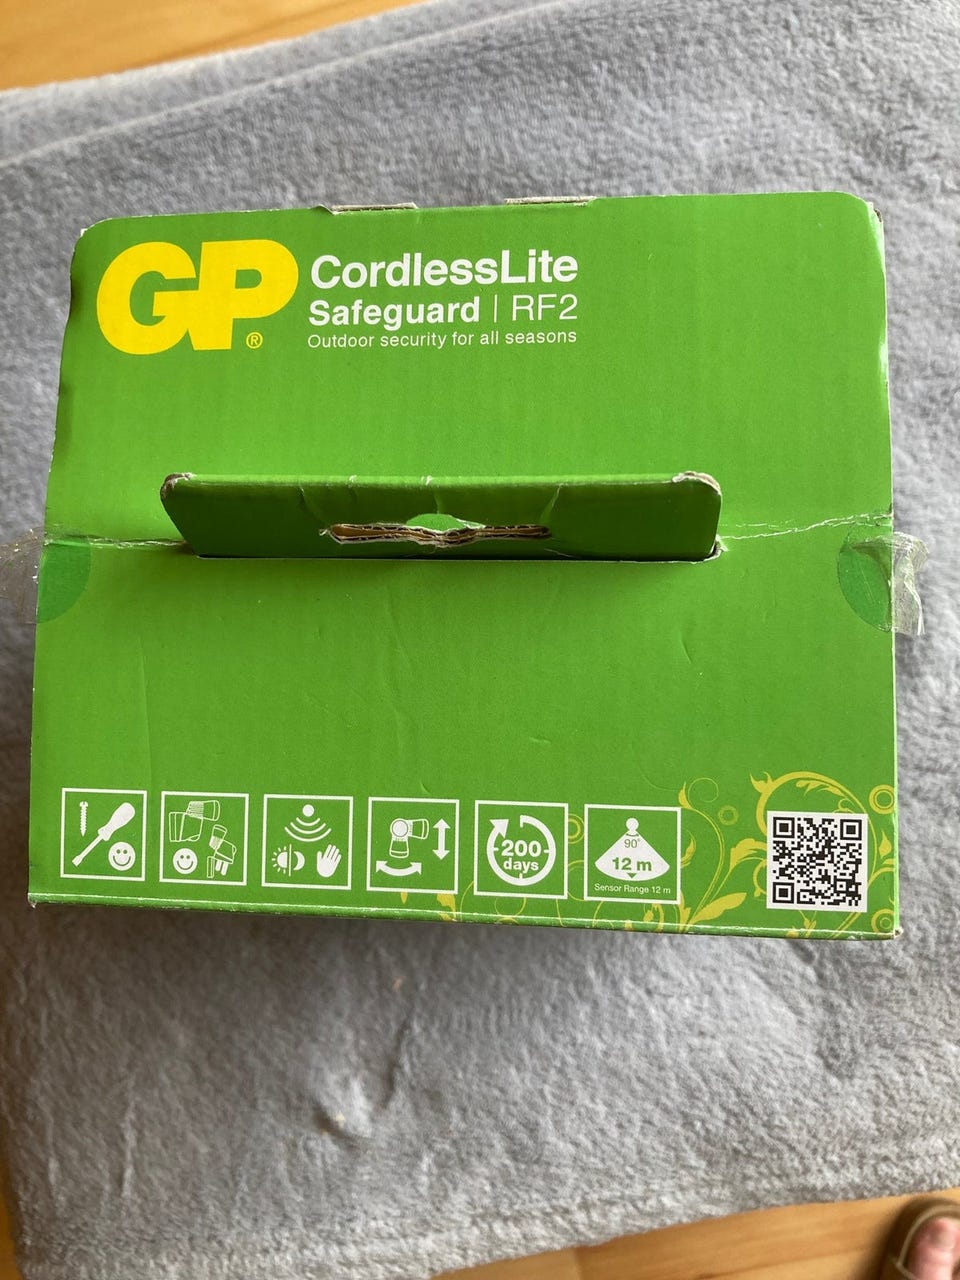 GP®
CordlessLite
Safeguard | RF2
Outdoor security for all seasons
200
days
90°
12 m
Sensor Range 12 m